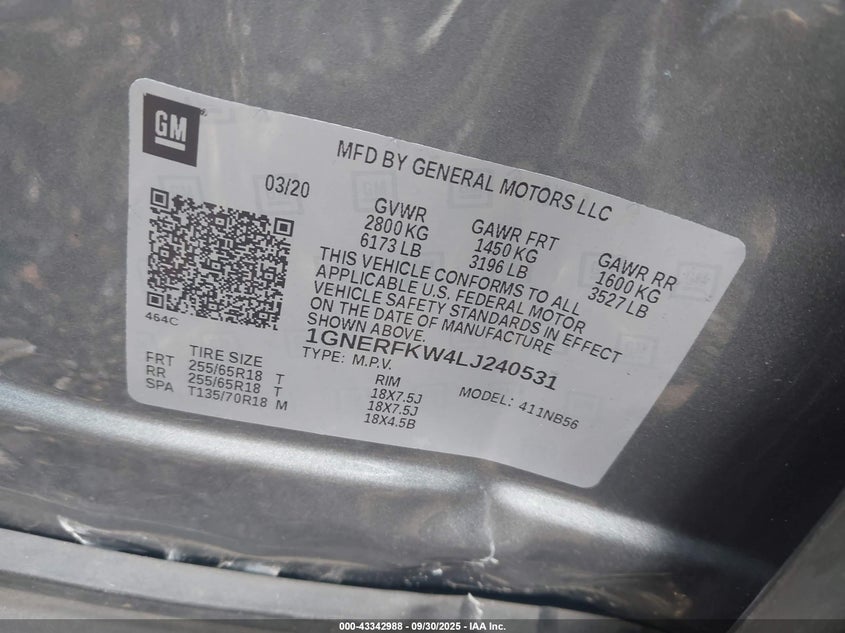 GM
MFD BY GENERAL MOTORS LLC
03/20
GVWR
2800 KG
6173 LB
GAWR FRT
1450 KG
3196 LB
GAWR RR
1600 KG
3527 LB
THIS VEHICLE CONFORMS TO ALL
APPLICABLE U.S. FEDERAL MOTOR
VEHICLE SAFETY STANDARDS IN EFFECT
ON THE DATE OF MANUFACTURE
SHOWN ABOVE.
1GNERFKW4LJ240531
TYPE: M.P.V.
MODEL: 411NB56
464C
TIRE SIZE
RIM
FRT 255/65R18 T 18X7.5J
RR 255/65R18 T 18X7.5J
SPA T135/70R18 M 18X4.5B
000-43342988 - 09/30/2025 - IAA Inc.